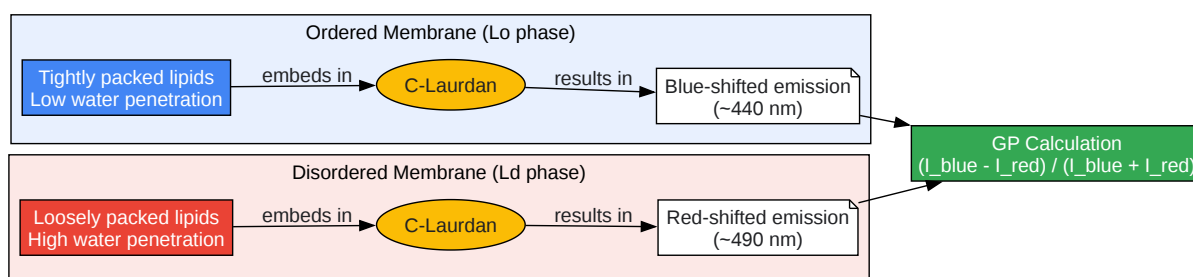 Ordered Membrane (Lo phase)
Tightly packed lipids
Low water penetration
embeds in
C-Laurdan
results in
Blue-shifted emission
(~440 nm)
Disordered Membrane (Ld phase)
Loosely packed lipids
High water penetration
embeds in
C-Laurdan
results in
Red-shifted emission
(~490 nm)
GP Calculation
(I_blue - I_red) / (I_blue + I_red)